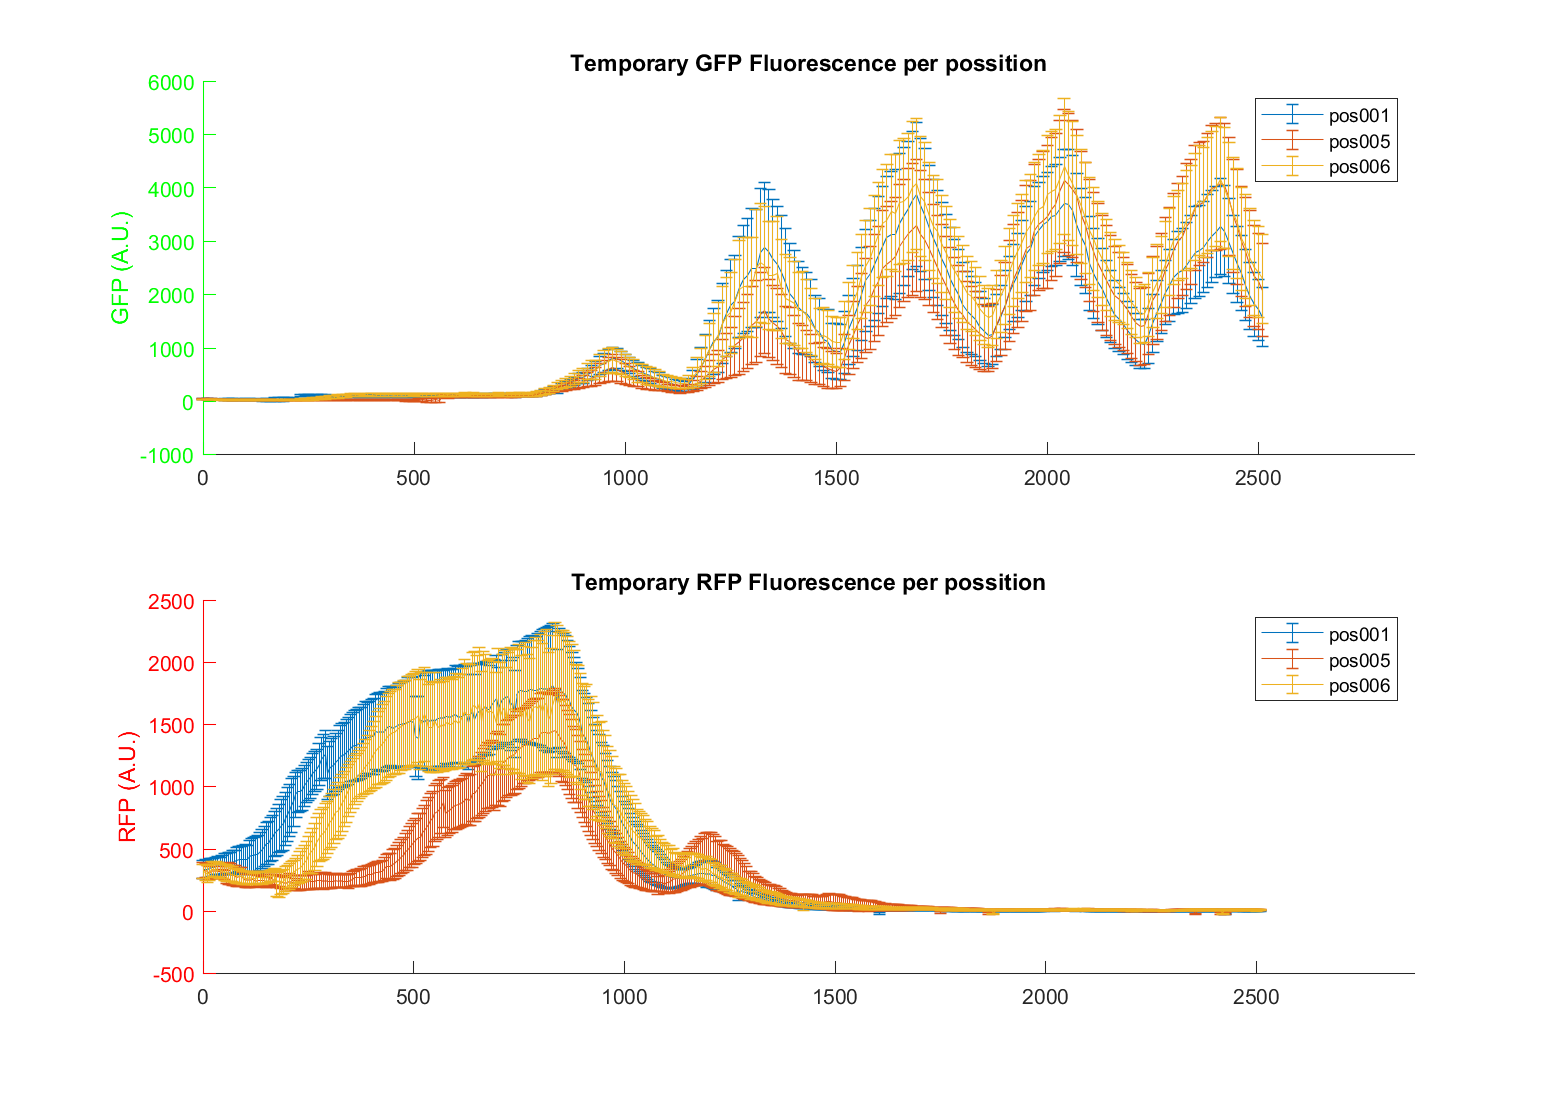 Temporary GFP Fluorescence per possition
6000
5000
4000
3000
2000
1000
0
-1000
GFP (A.U.)
0 500 1000 1500 2000 2500
pos001
pos005
pos006
Temporary RFP Fluorescence per possition
2500
2000
1500
1000
500
0
-500
RFP (A.U.)
0 500 1000 1500 2000 2500
pos001
pos005
pos006